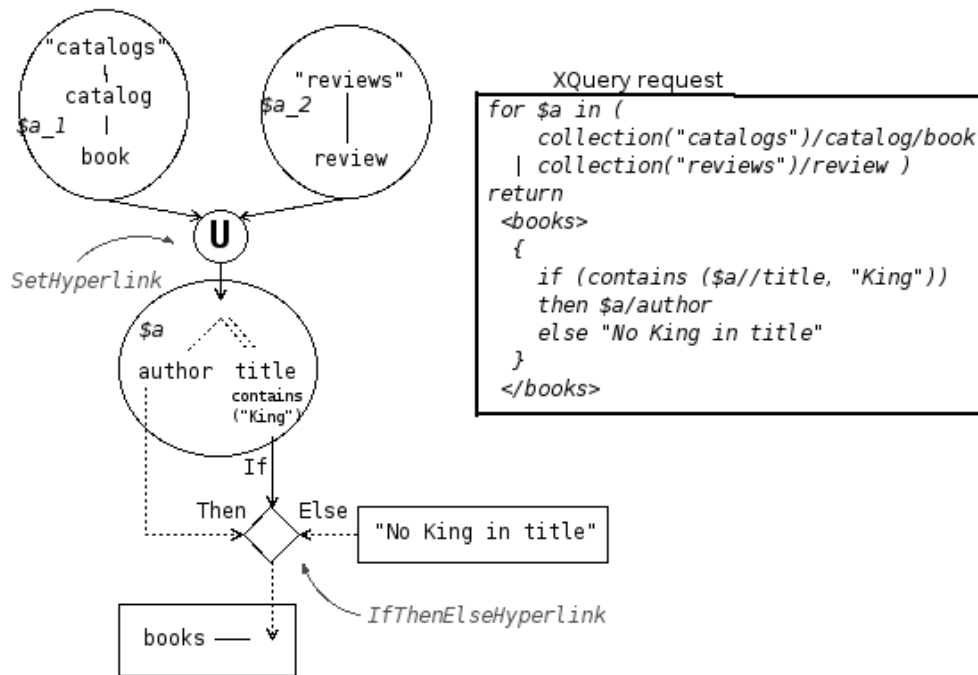 "catalogs"
catalog
$a_1
book
"reviews"
$a_2
review
U
SetHyperlink
$a
author title
contains
("King")
If
Then Else
"No King in title"
IfThenElseHyperlink
books
XQuery request
for $a in (
collection("catalogs")/catalog/book
| collection("reviews")/review )
return
<books>
{
if (contains ($a//title, "King"))
then $a/author
else "No King in title"
}
</books>